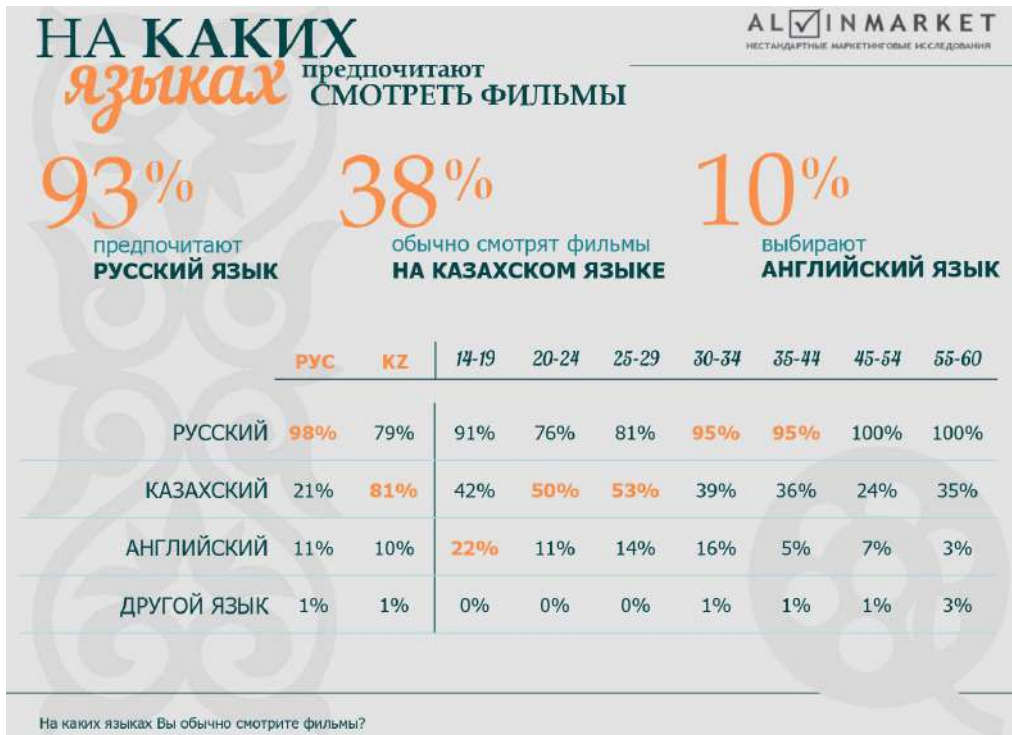 НА КАКИХ
языках предпочитают
СМОТРЕТЬ ФИЛЬМЫ
ALVINMARKET
НЕСТАНДАРТНЫЕ МАРКЕТИНГОВЫЕ ИССЛЕДОВАНИЯ
93% 38% 10%
предпочитают обычно смотрят фильмы выбирают
РУССКИЙ ЯЗЫК НА КАЗАХСКОМ ЯЗЫКЕ АНГЛИЙСКИЙ ЯЗЫК
РУС KZ 14-19 20-24 25-29 30-34 35-44 45-54 55-60
РУССКИЙ 98% 79% 91% 76% 81% 95% 95% 100% 100%
КАЗАХСКИЙ 21% 81% 42% 50% 53% 39% 36% 24% 35%
АНГЛИЙСКИЙ 11% 10% 22% 11% 14% 16% 5% 7% 3%
ДРУГОЙ ЯЗЫК 1% 1% 0% 0% 0% 1% 1% 1% 3%
На каких языках Вы обычно смотрите фильмы?